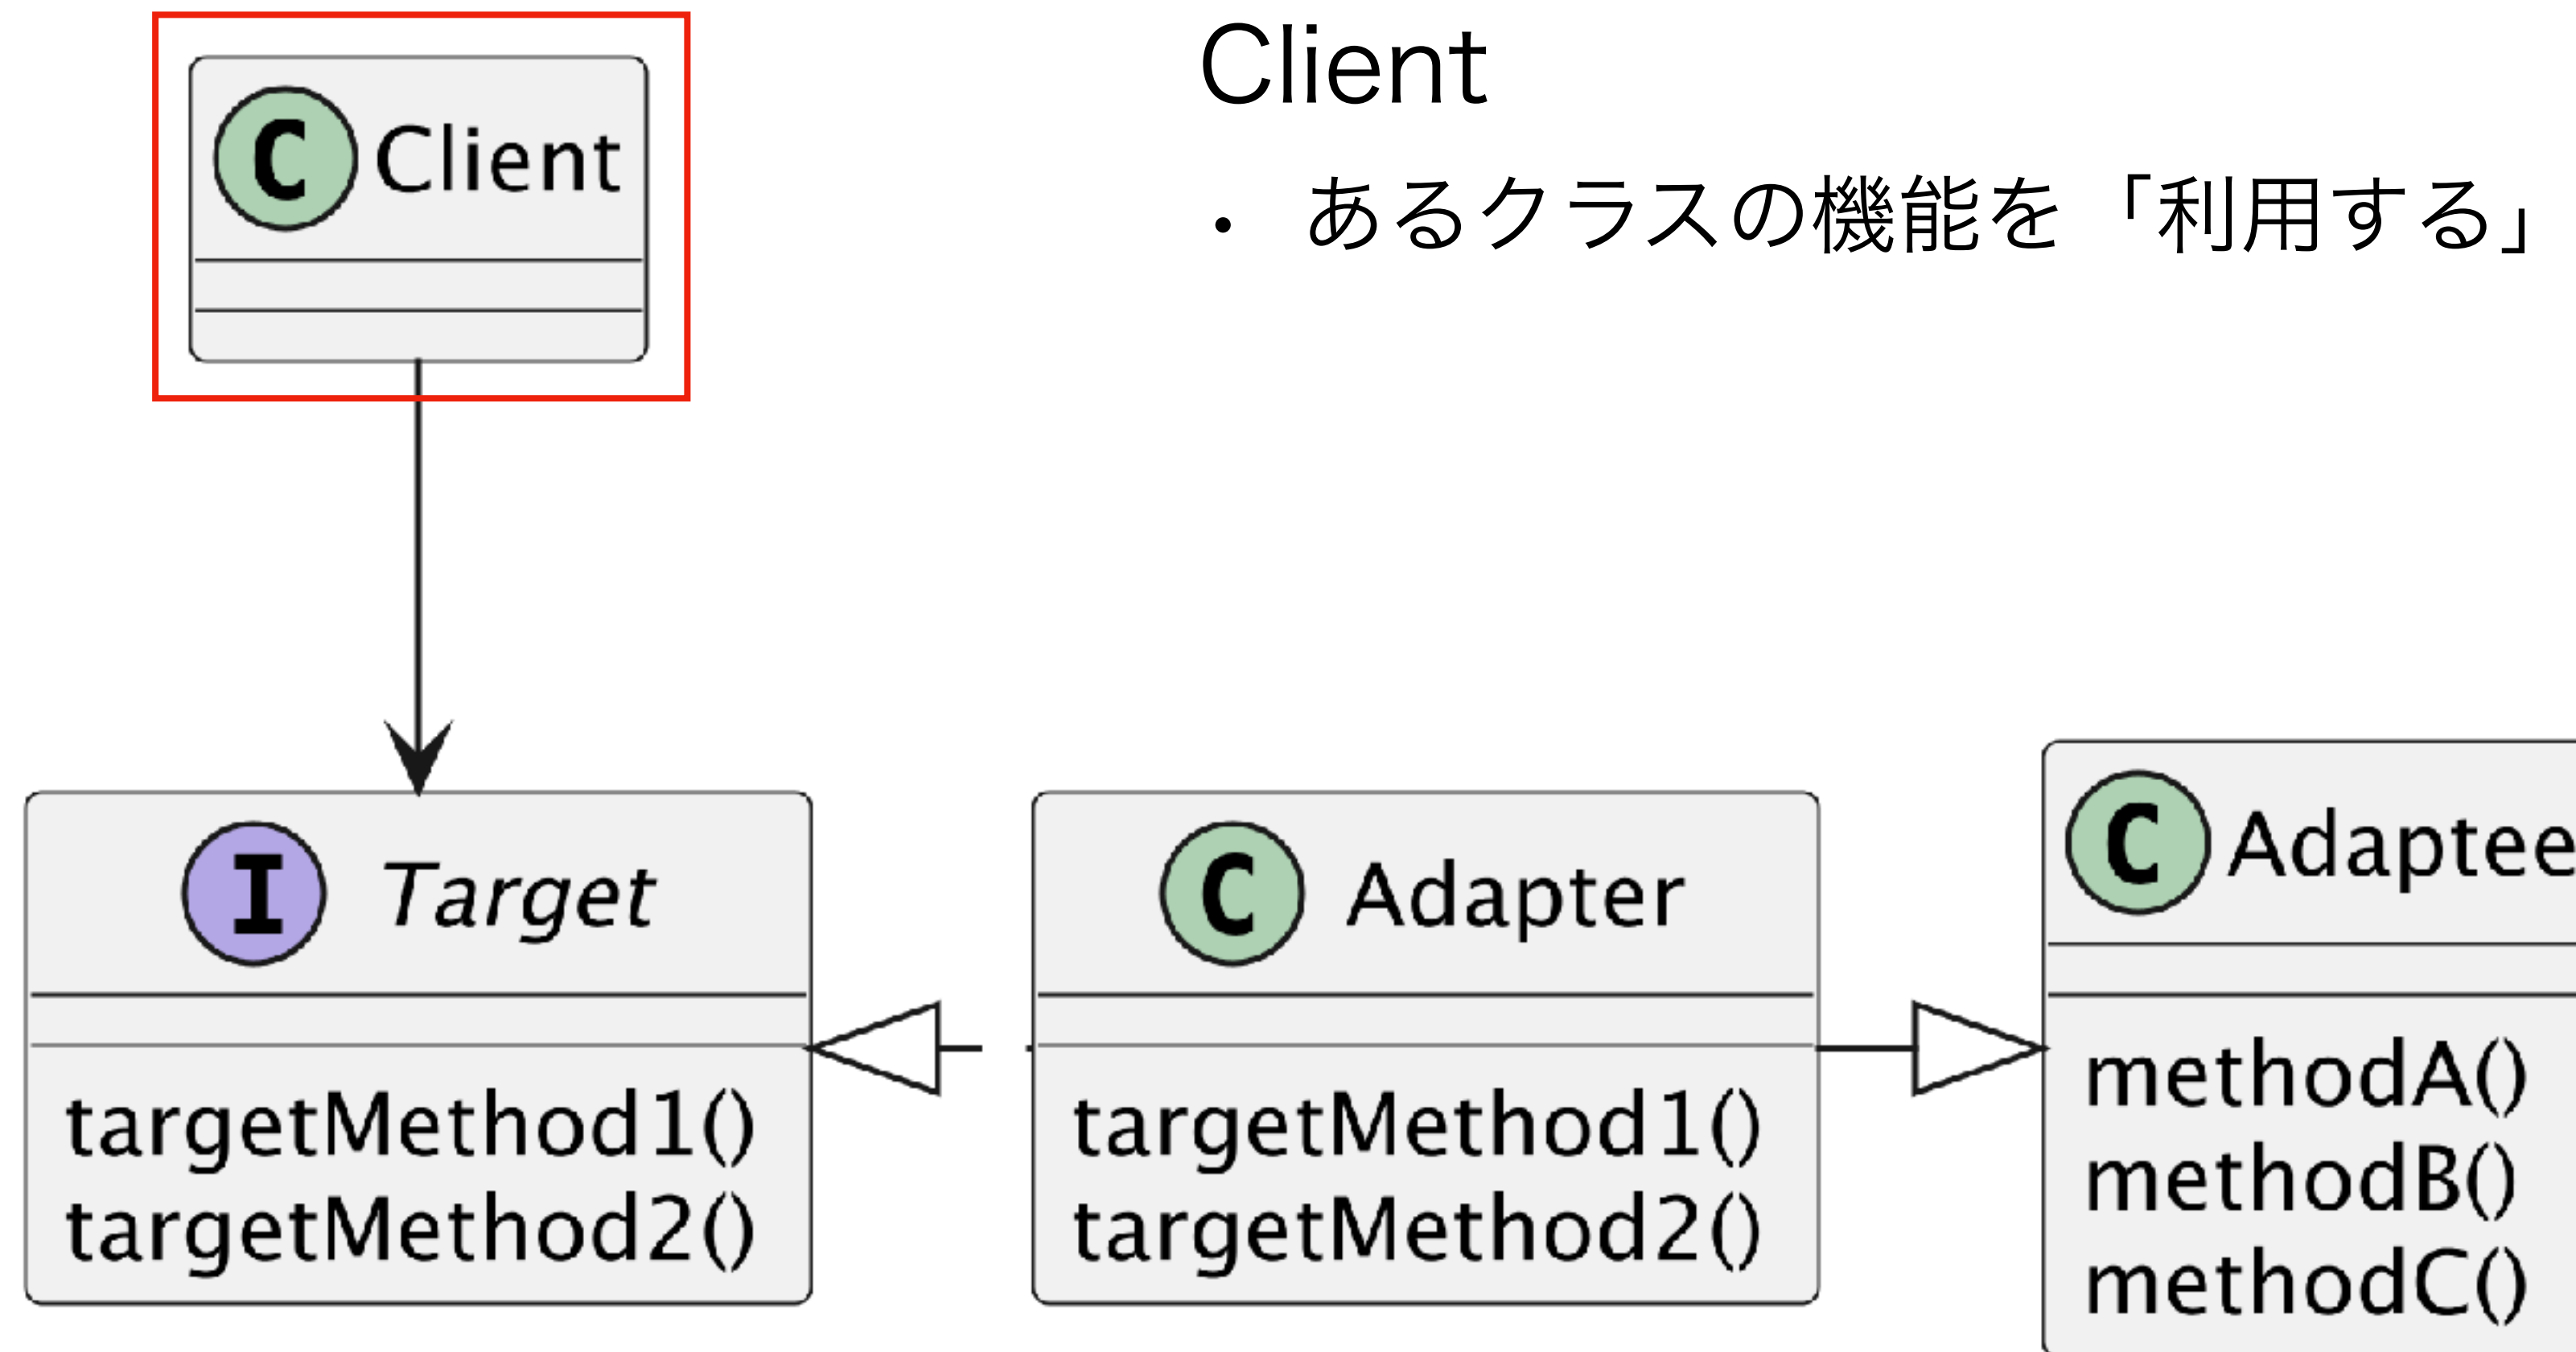 Client
• あるクラスの機能を「利用する」
C Client
I Target
targetMethod1()
targetMethod2()
C Adapter
targetMethod1()
targetMethod2()
C Adaptee
methodA()
methodB()
methodC()